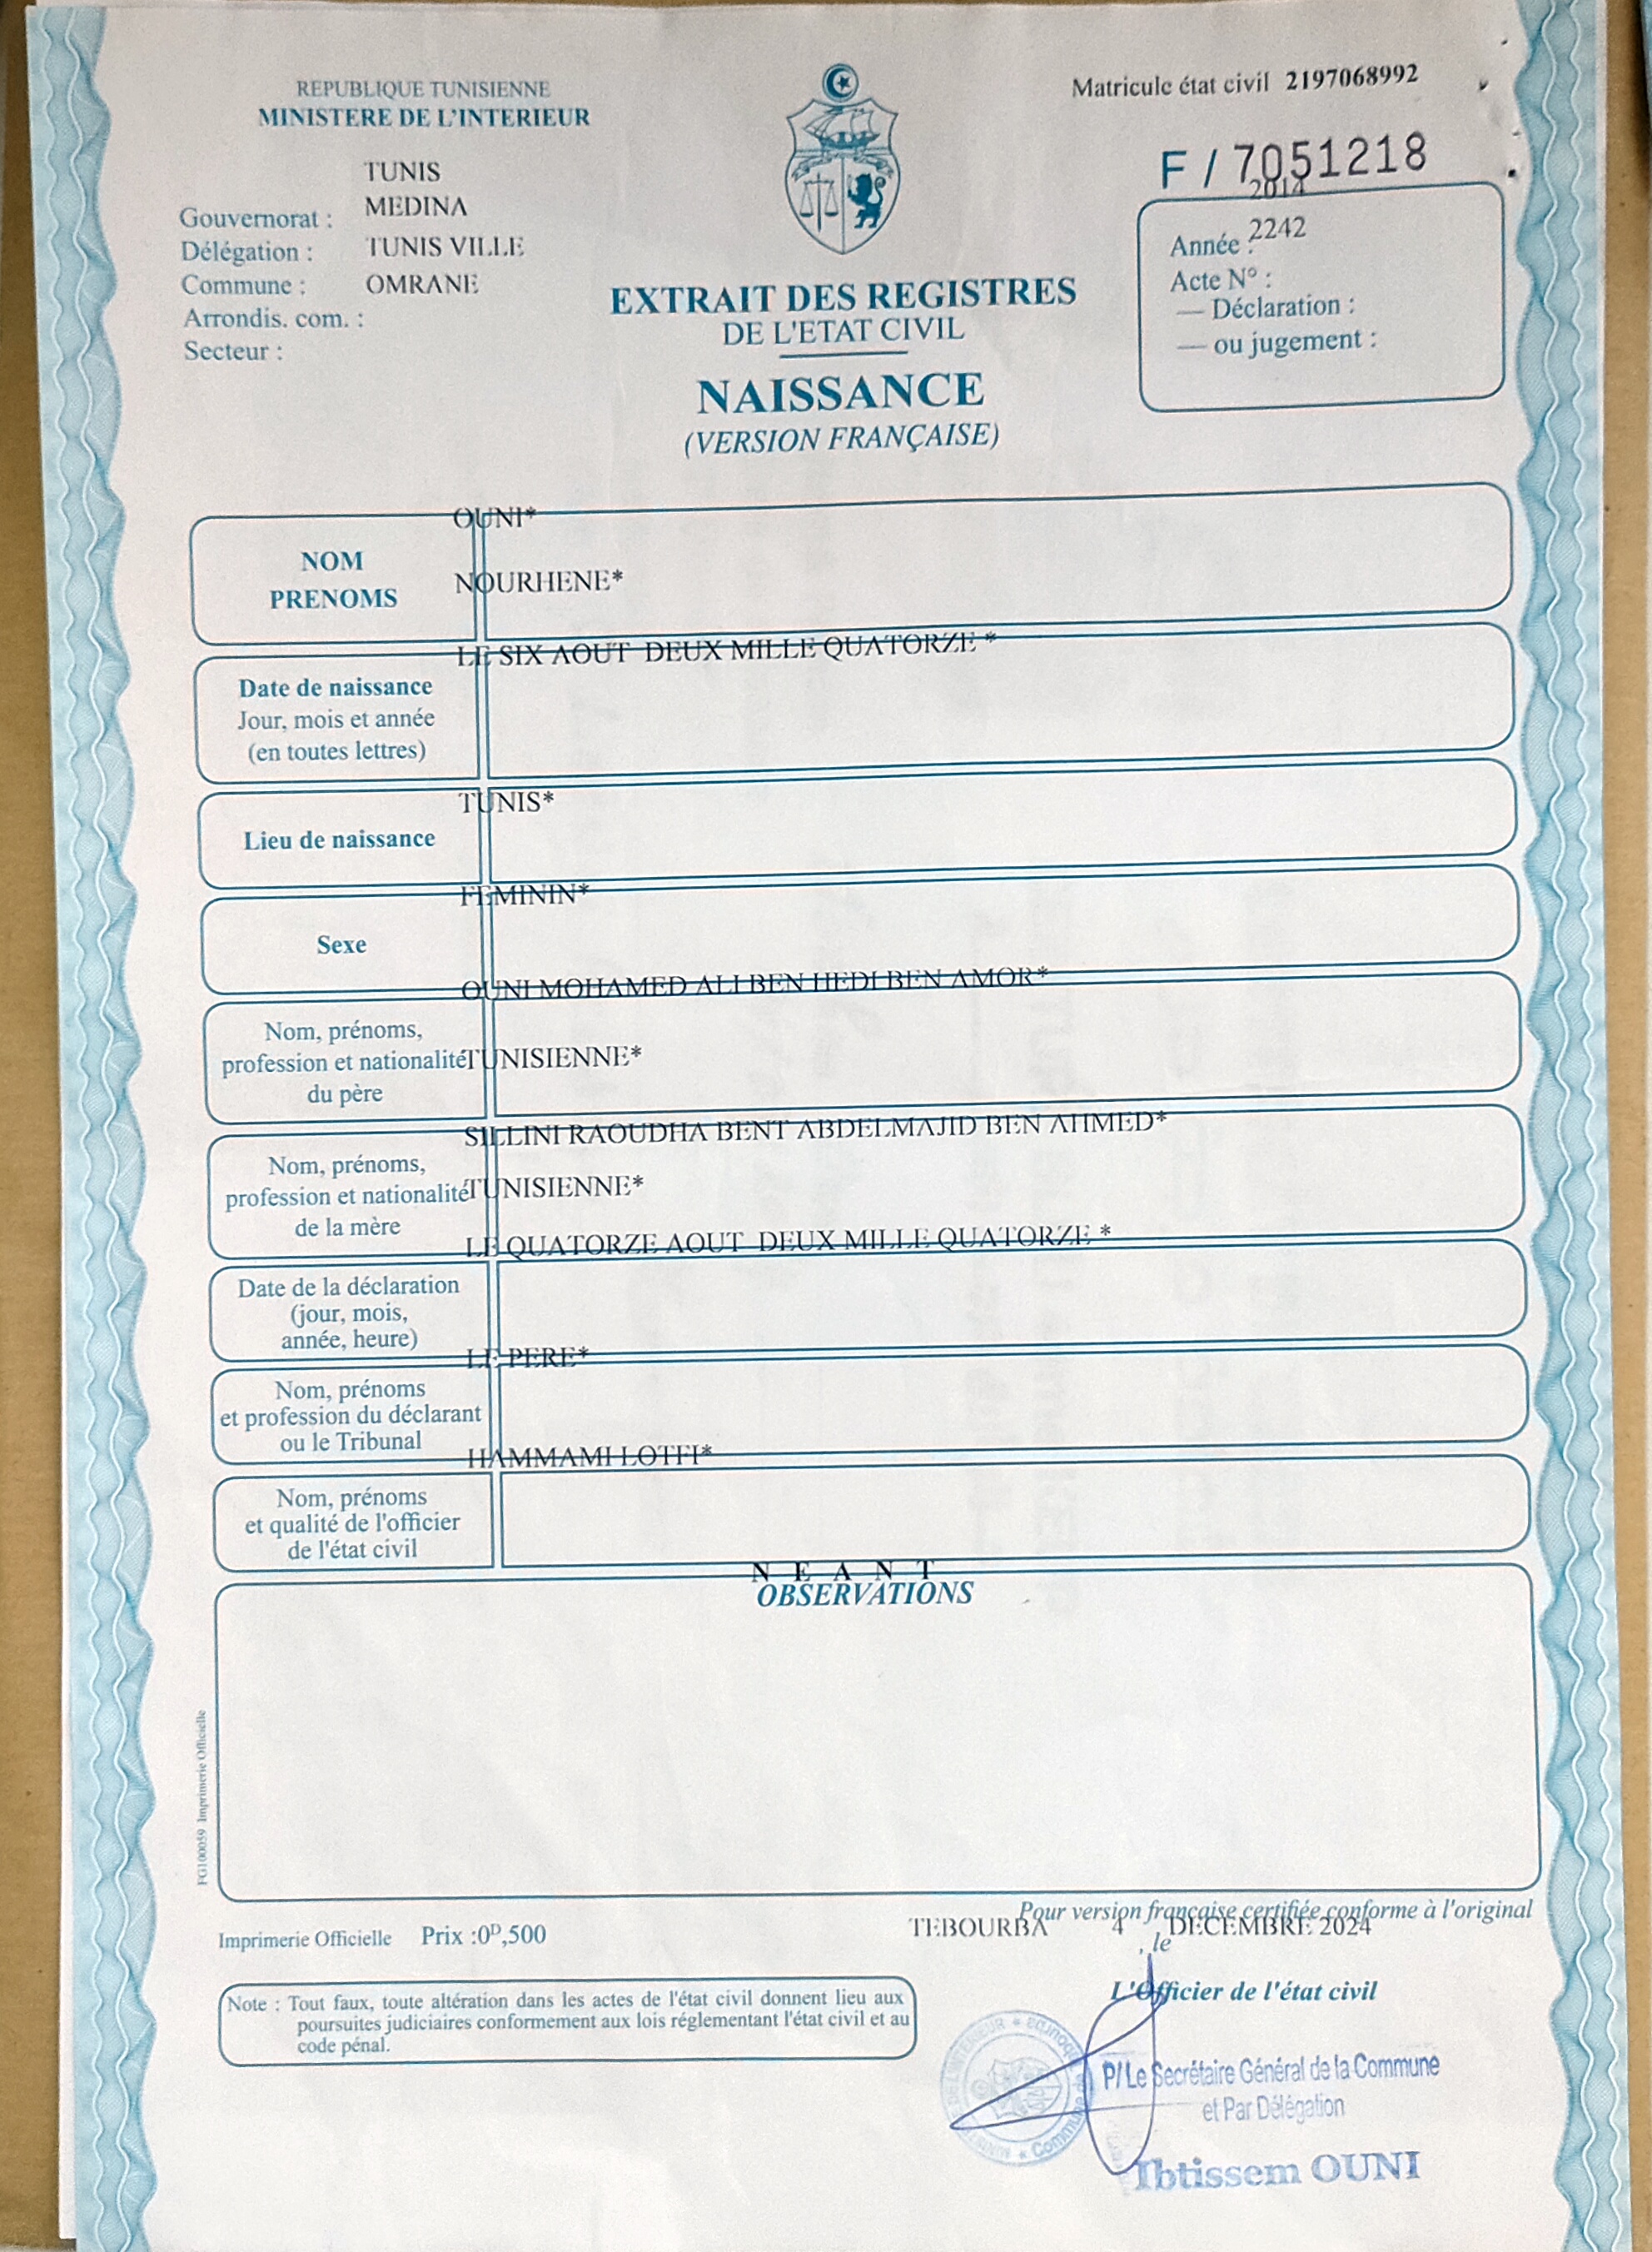 REPUBLIQUE TUNISIENNE
MINISTERE DE L'INTERIEUR
Matricule état civil 2197068992
F / 7051218
TUNIS
Gouvernorat : MEDINA
Délégation : TUNIS VILLE
Commune : OMRANE
Arrondis. com. :
Secteur :
2014
Année : 2242
Acte N° :
— Déclaration :
— ou jugement :
EXTRAIT DES REGISTRES
DE L'ETAT CIVIL
NAISSANCE
(VERSION FRANÇAISE)
OUNI*
NOM
PRENOMS
NOURHENE*
LE SIX AOUT DEUX MILLE QUATORZE *
Date de naissance
Jour, mois et année
(en toutes lettres)
TUNIS*
Lieu de naissance
FEMININ*
Sexe
OUNI MOHAMED ALI BEN HEDI BEN AMOR*
Nom, prénoms,
profession et nationalité
du père
TUNISIENNE*
SILLINI RAOUDHA BENT ABDELMAJID BEN AHMED*
Nom, prénoms,
profession et nationalité
de la mère
TUNISIENNE*
LE QUATORZE AOUT DEUX MILLE QUATORZE *
Date de la déclaration
(jour, mois,
année, heure)
LE PERE*
Nom, prénoms
et profession du déclarant
ou le Tribunal
HAMMAMI LOTFI*
Nom, prénoms
et qualité de l'officier
de l'état civil
N E A N T
OBSERVATIONS
FG100059 Imprimerie Officielle
Pour version française certifiée conforme à l'original
TEBOURBA 4 DECEMBRE 2024
, le
Imprimerie Officielle Prix :0D,500
L'Officier de l'état civil
Note : Tout faux, toute altération dans les actes de l'état civil donnent lieu aux
poursuites judiciaires conformement aux lois réglementant l'état civil et au
code pénal.
P/ Le Secrétaire Général de la Commune
et Par Délégation
Ibtissem OUNI